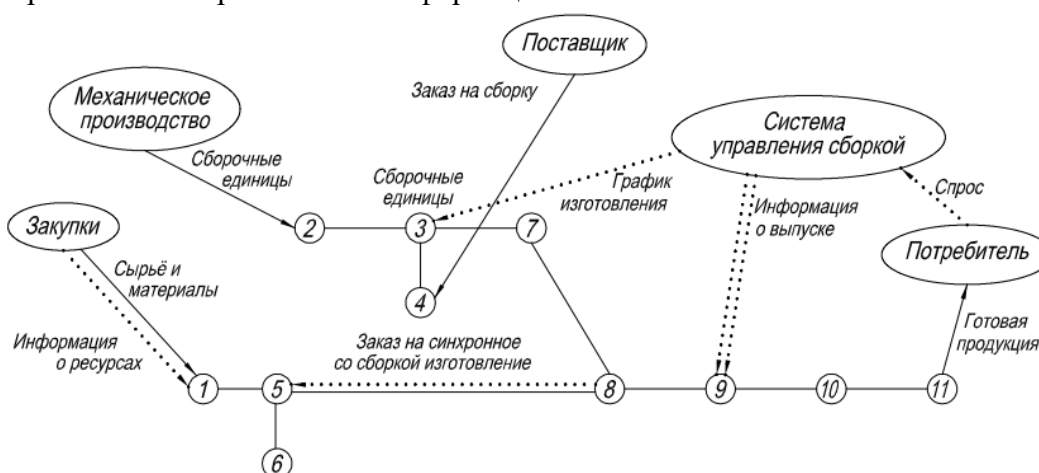 Поставщик
Механическое
производство
Заказ на сборку
Система
управления сборкой
Сборочные
единицы
Сборочные
единицы
График
изготовления
Спрос
Информация
о выпуске
Закупки
2
3
7
Потребитель
Сырьё и
материалы
4
Информация
о ресурсах
Заказ на синхронное
со сборкой изготовление
Готовая
продукция
1
5
8
9
10
11
6